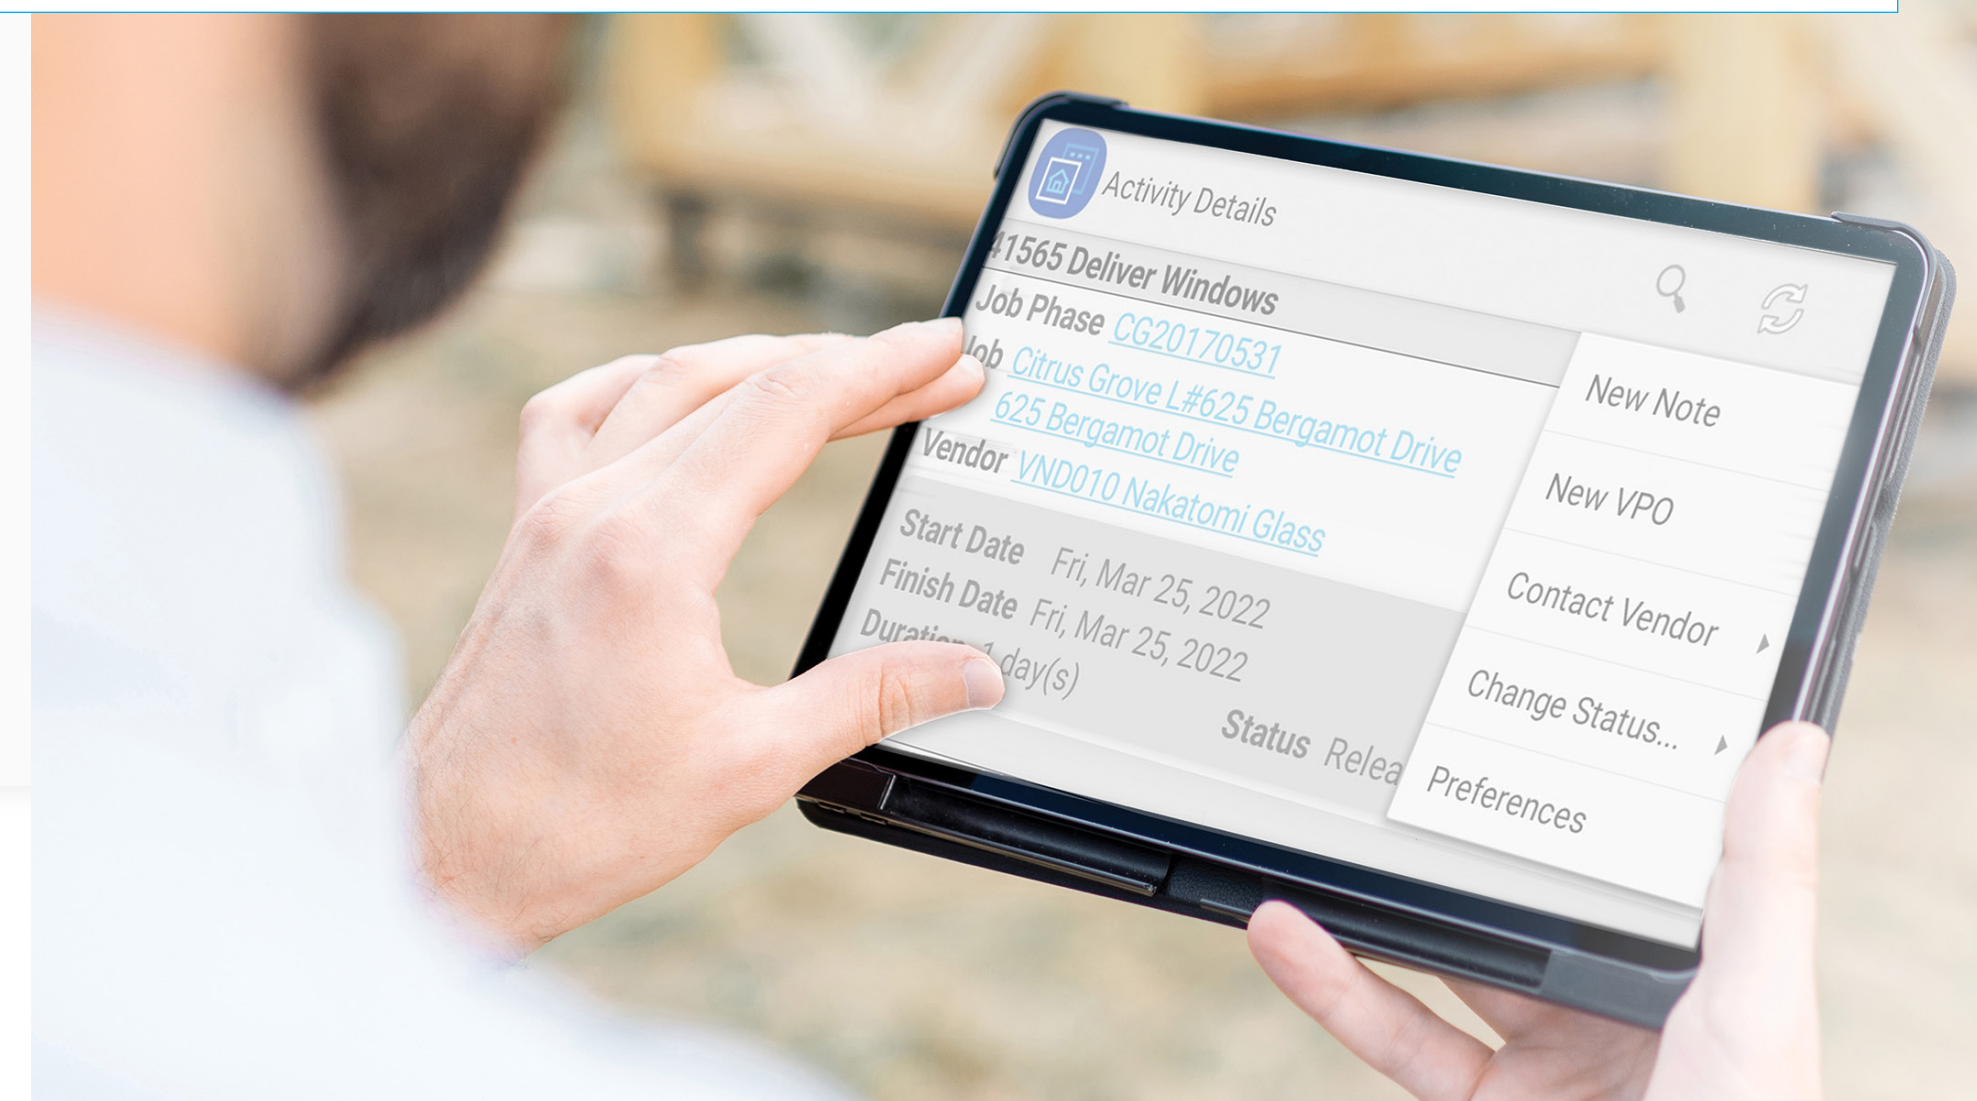 Activity Details
41565 Deliver Windows
Job Phase CG20170531
Job Citrus Grove L#625 Bergamot Drive
625 Bergamot Drive
Vendor VND010 Nakatomi Glass
Start Date Fri, Mar 25, 2022
Finish Date Fri, Mar 25, 2022
Duration 1 day(s)
Status Relea
New Note
New VPO
Contact Vendor
Change Status...
Preferences